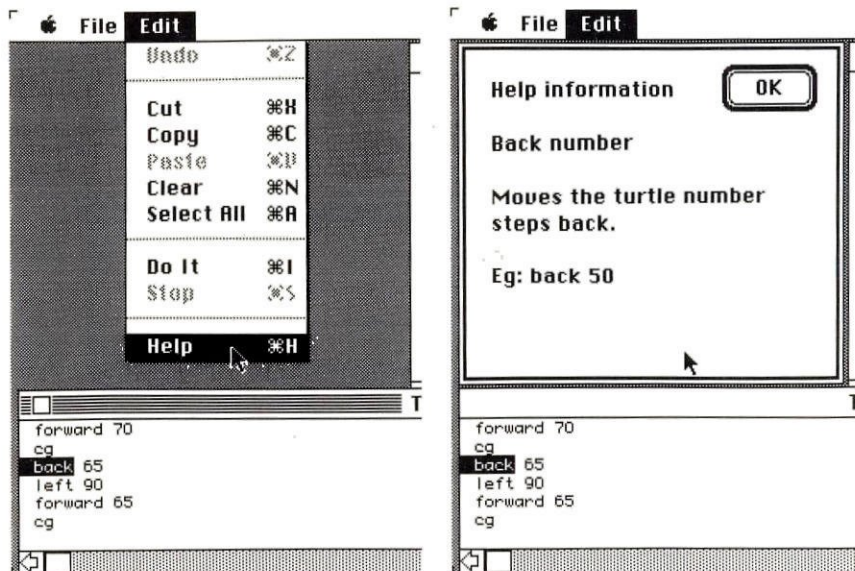 File Edit
Undo ⌘Z
Cut ⌘X
Copy ⌘C
Paste ⌘V
Clear ⌘N
Select All ⌘A
Do It ⌘I
Stop ⌘S
Help ⌘H
T
forward 70
cg
back 65
left 90
forward 65
cg
File Edit
Help information OK
Back number
Moves the turtle number
steps back.
Eg: back 50
T
forward 70
cg
back 65
left 90
forward 65
cg